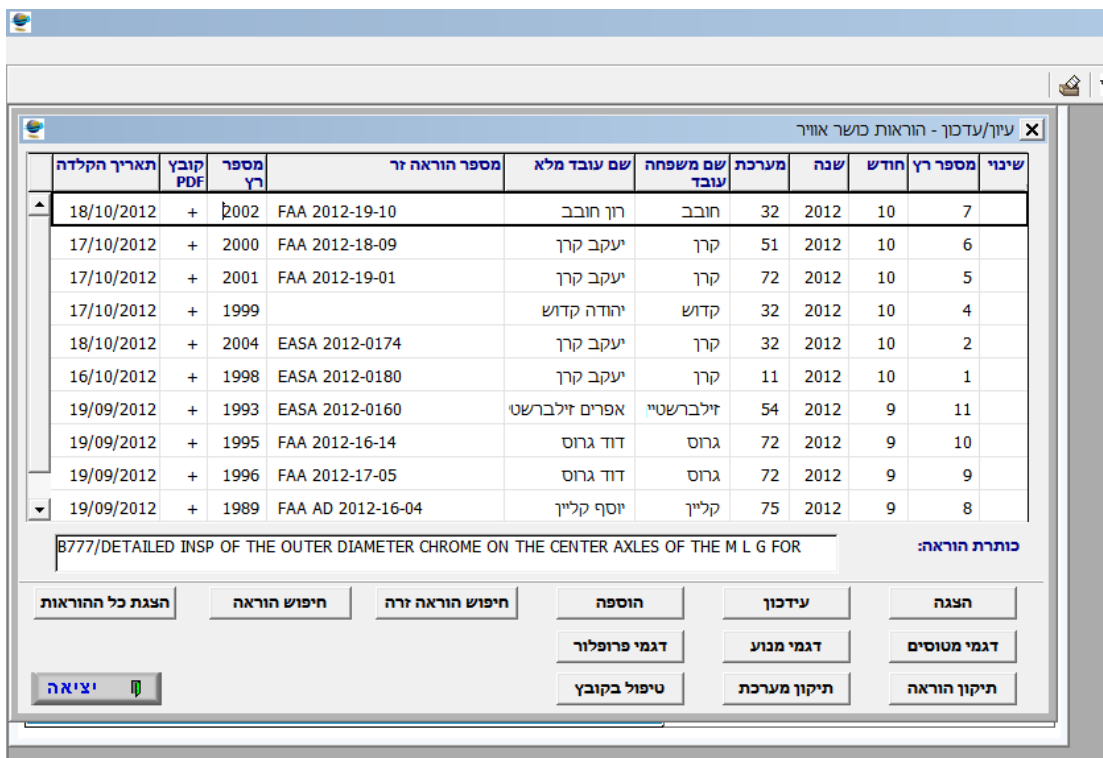 עיון/עדכון - הוראות כושר אוויר
שינוי מספר רץ חודש שנה מערכת שם משפחה עובד שם עובד מלא מספר הוראה זר מספר רץ קובץ PDF תאריך הקלדה
7 10 2012 32 חובב רון חובב FAA 2012-19-10 2002 + 18/10/2012
6 10 2012 51 קרן יעקב קרן FAA 2012-18-09 2000 + 17/10/2012
5 10 2012 72 קרן יעקב קרן FAA 2012-19-01 2001 + 17/10/2012
4 10 2012 32 קדוש יהודה קדוש 1999 + 17/10/2012
2 10 2012 32 קרן יעקב קרן EASA 2012-0174 2004 + 18/10/2012
1 10 2012 11 קרן יעקב קרן EASA 2012-0180 1998 + 16/10/2012
11 9 2012 54 זילברשטיי אפרים זילברשטי EASA 2012-0160 1993 + 19/09/2012
10 9 2012 72 גרוס דוד גרוס FAA 2012-16-14 1995 + 19/09/2012
9 9 2012 72 גרוס דוד גרוס FAA 2012-17-05 1996 + 19/09/2012
8 9 2012 75 קליין יוסף קליין FAA AD 2012-16-04 1989 + 19/09/2012
כותרת הוראה: B777/DETAILED INSP OF THE OUTER DIAMETER CHROME ON THE CENTER AXLES OF THE M L G FOR
הצגה עידכון הוספה חיפוש הוראה זרה חיפוש הוראה הצגת כל ההוראות
דגמי מטוסים דגמי מנוע דגמי פרופלור
תיקון הוראה תיקון מערכת טיפול בקובץ יציאה